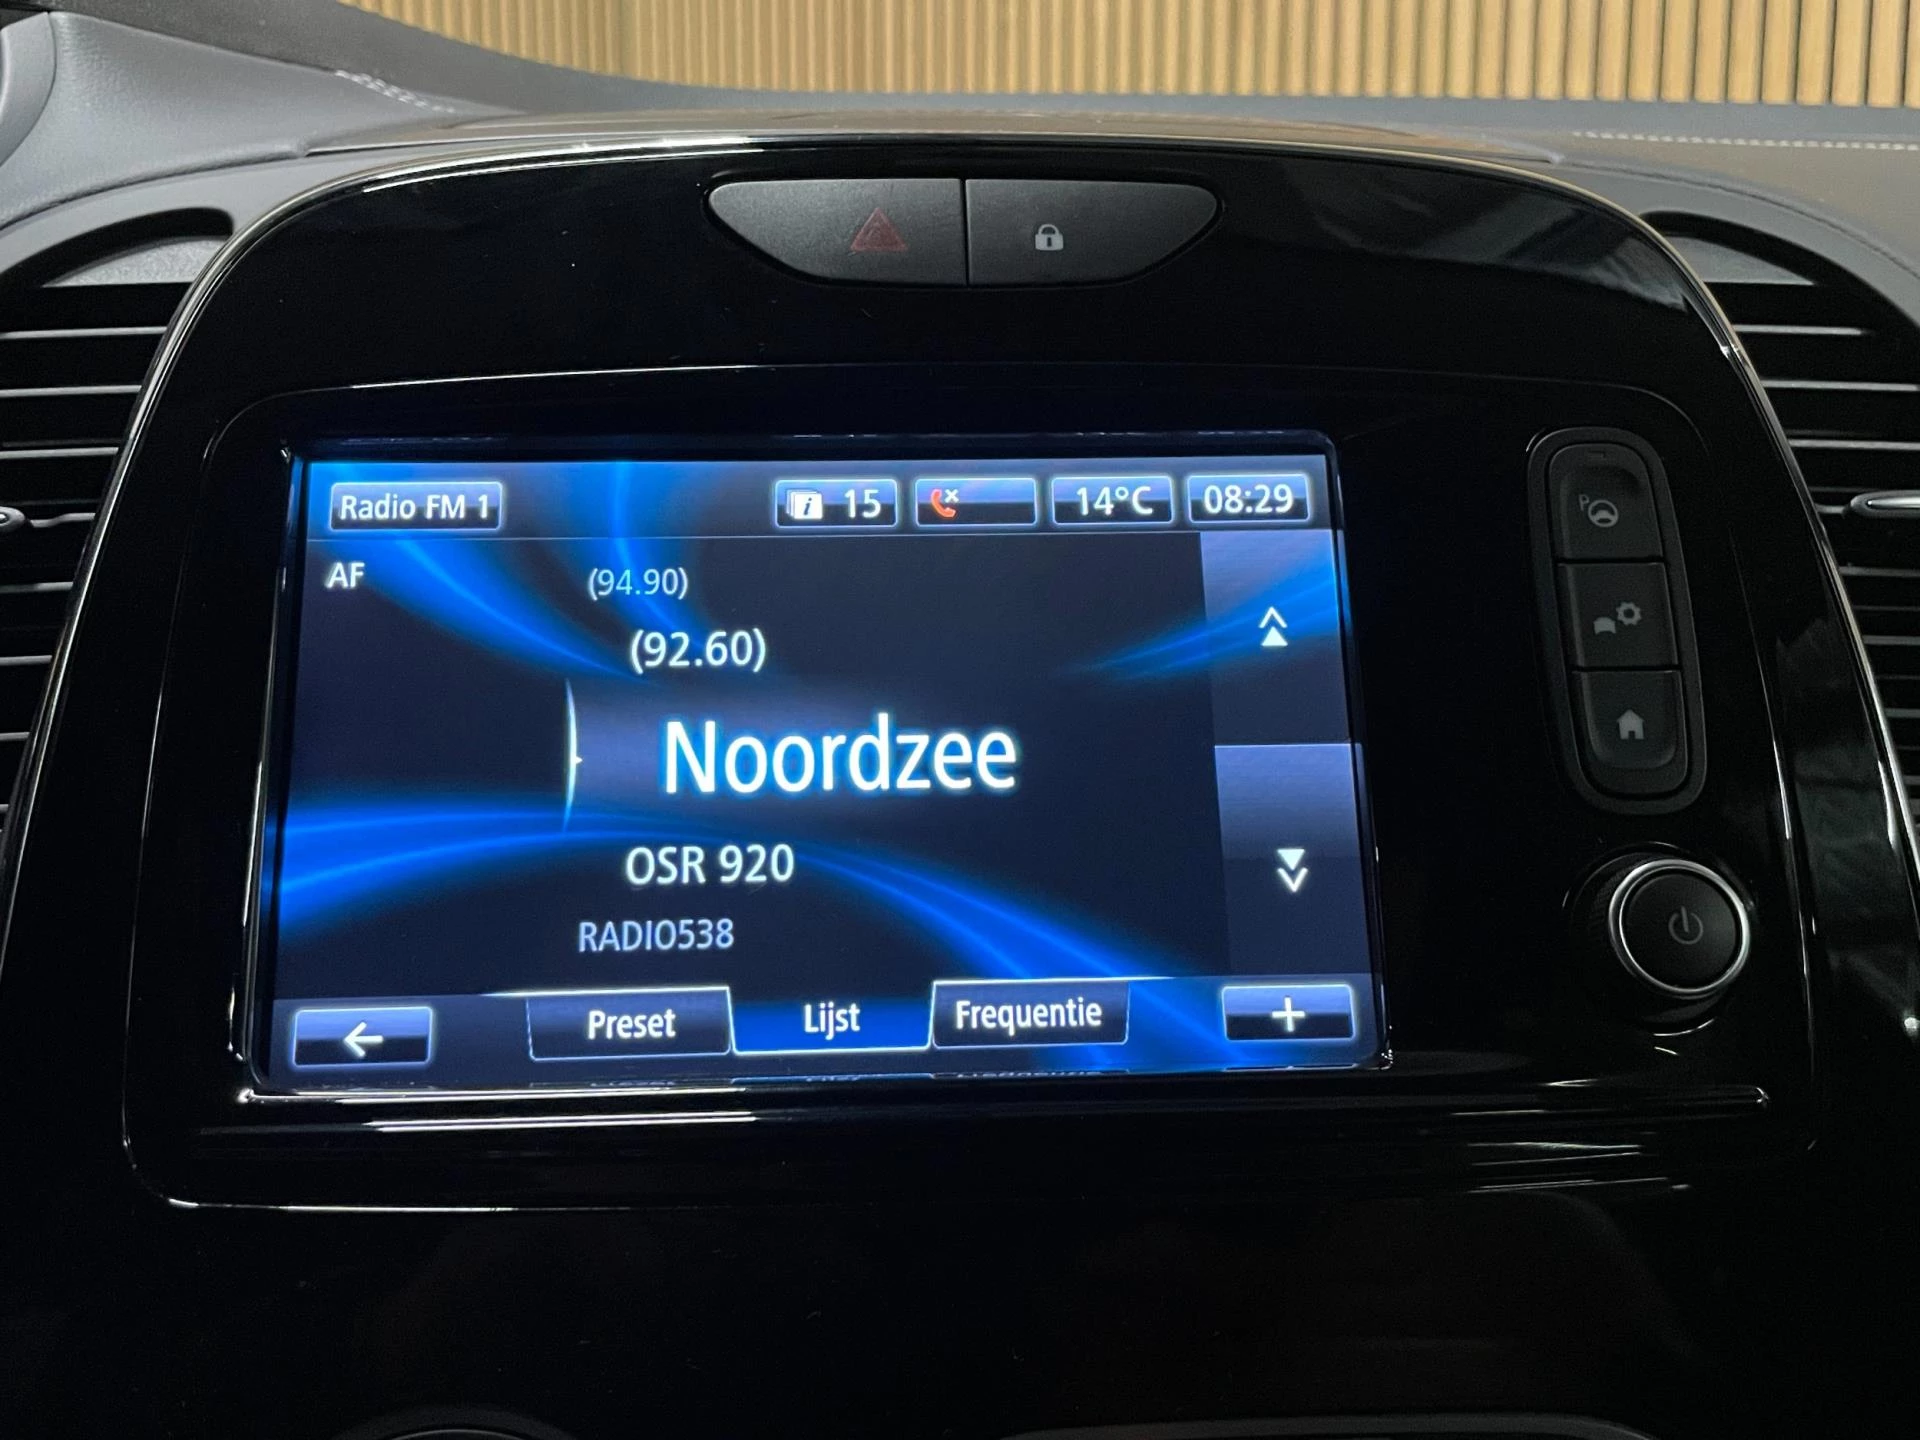 Radio FM 1
15
14°C
08:29
AF
(94.90)
(92.60)
Noordzee
OSR 920
RADIO538
Preset
Lijst
Frequentie
+
P